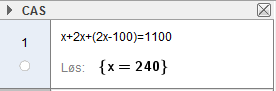 CAS
1
x+2x+(2x-100)=1100
Løs: {x = 240}